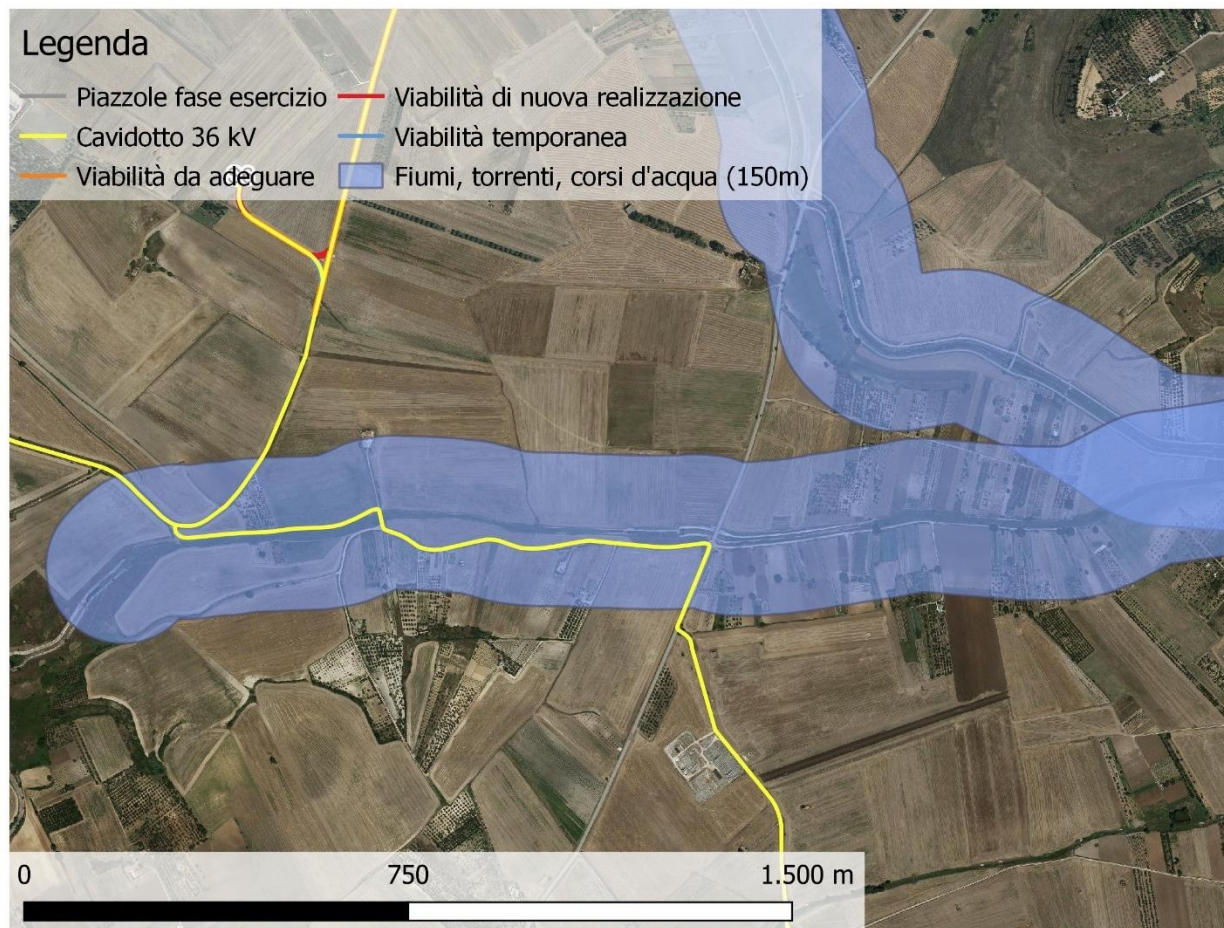 Legenda
Piazzole fase esercizio
Viabilità di nuova realizzazione
Cavidotto 36 kV
Viabilità temporanea
Viabilità da adeguare
Fiumi, torrenti, corsi d'acqua (150m)
0 750 1.500 m